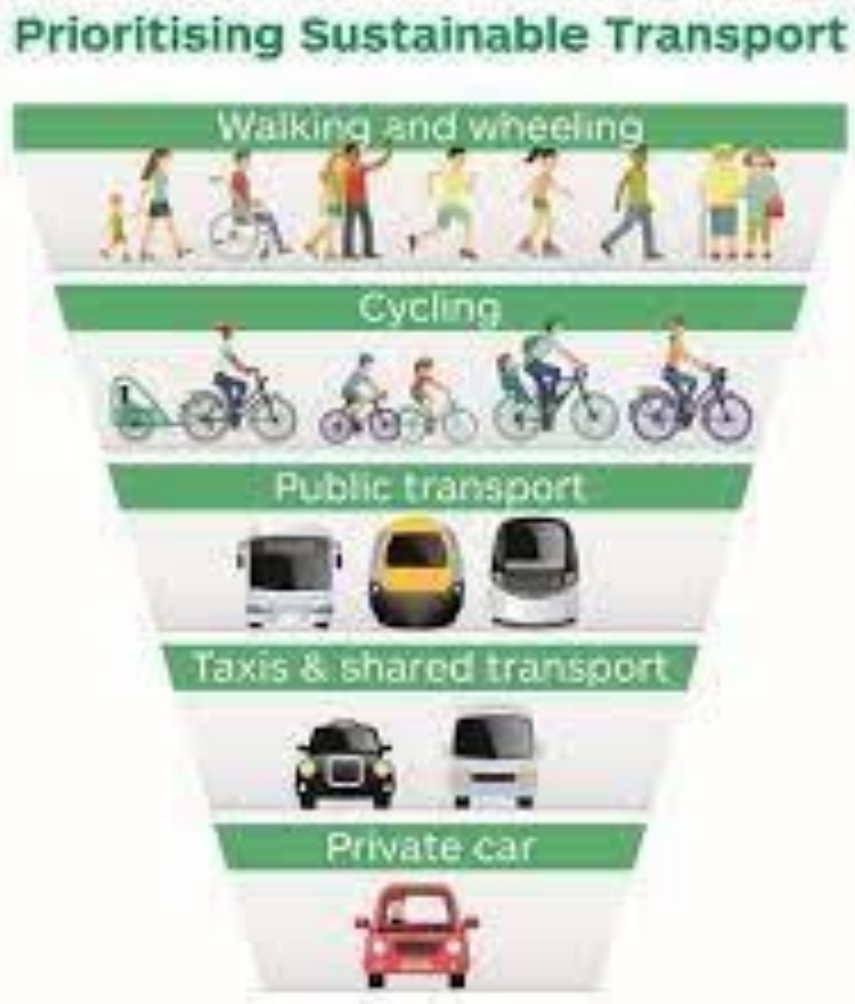 Prioritising Sustainable Transport
Walking and wheeling
Cycling
Public transport
Taxis & shared transport
Private car